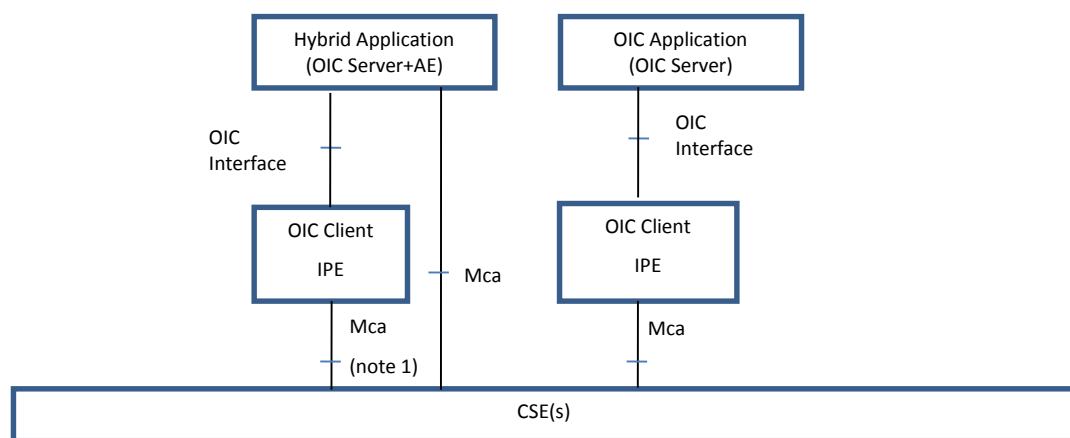 Hybrid Application
(OIC Server+AE)
OIC Application
(OIC Server)
OIC
Interface
OIC
Interface
OIC Client
IPE
OIC Client
IPE
Mca
Mca
(note 1)
Mca
CSE(s)